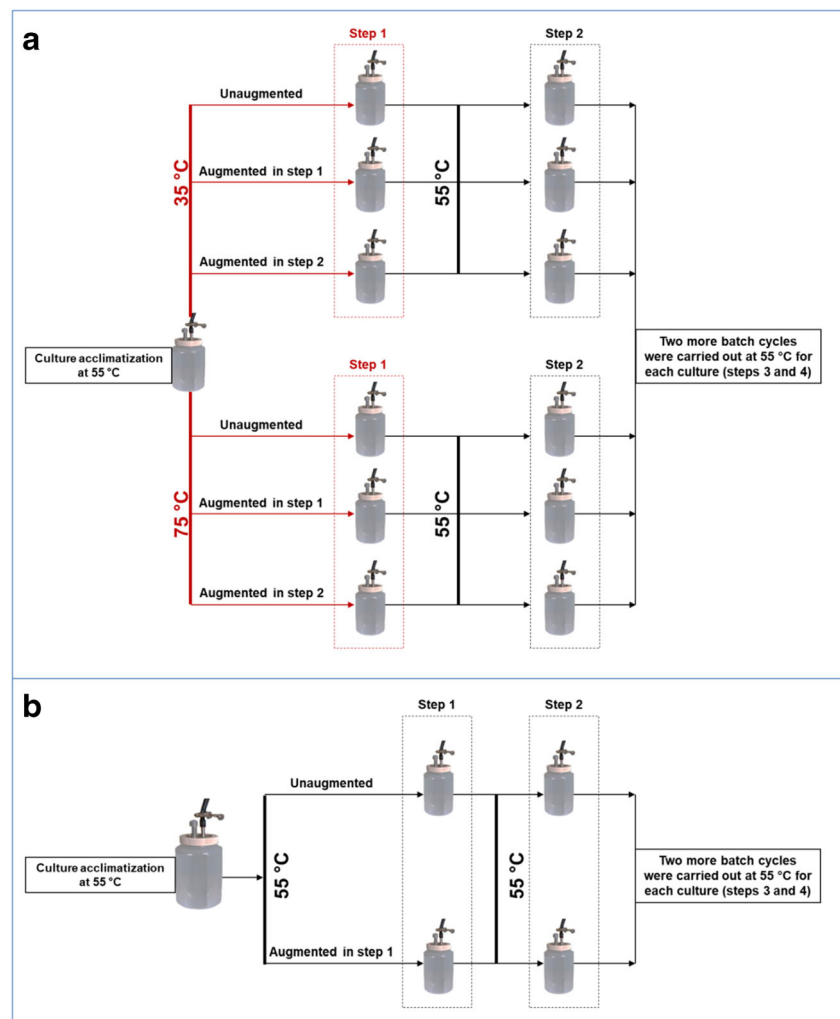 a
Step 1
Step 2
Unaugmented
35 °C
Augmented in step 1
55 °C
Augmented in step 2
Culture acclimatization
at 55 °C
Two more batch cycles
were carried out at 55 °C for
each culture (steps 3 and 4)
Step 1
Step 2
Unaugmented
75 °C
Augmented in step 1
55 °C
Augmented in step 2
b
Step 1
Step 2
Unaugmented
Culture acclimatization
at 55 °C
55 °C
55 °C
Two more batch cycles
were carried out at 55 °C for
each culture (steps 3 and 4)
Augmented in step 1